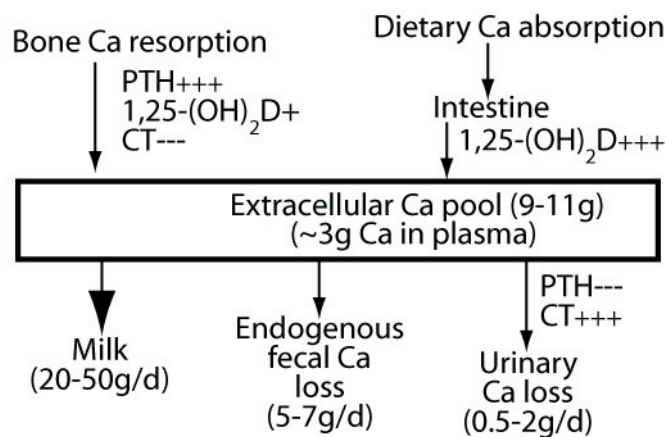 Bone Ca resorption
PTH+++
1,25-(OH)₂D+
CT---
Dietary Ca absorption
Intestine
1,25-(OH)₂D+++
Extracellular Ca pool (9-11g)
(~3g Ca in plasma)
Milk
(20-50g/d)
Endogenous
fecal Ca
loss
(5-7g/d)
PTH---
CT+++
Urinary
Ca loss
(0.5-2g/d)